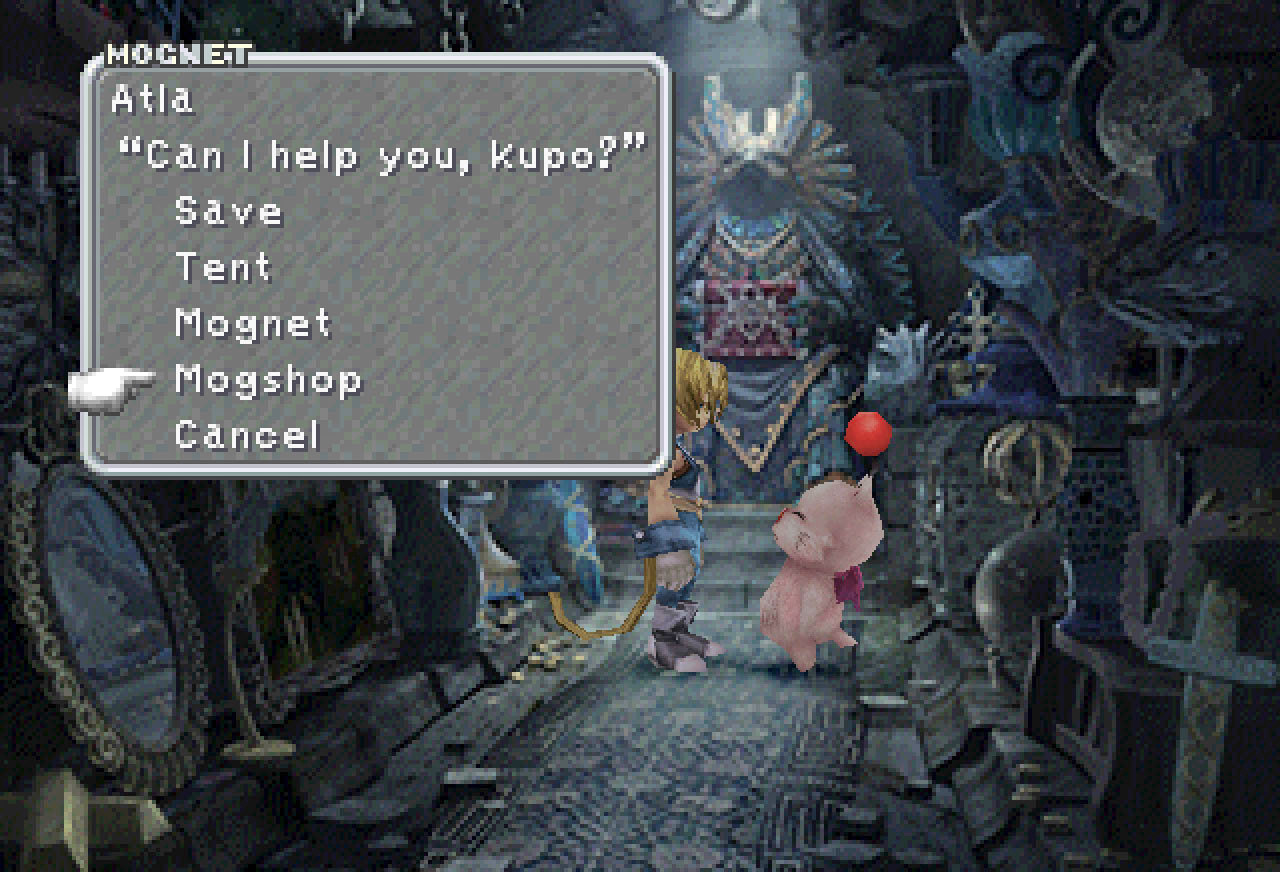 MOGNET
Atla
“Can I help you, kupo?”
Save
Tent
Mognet
Mogshop
Cancel